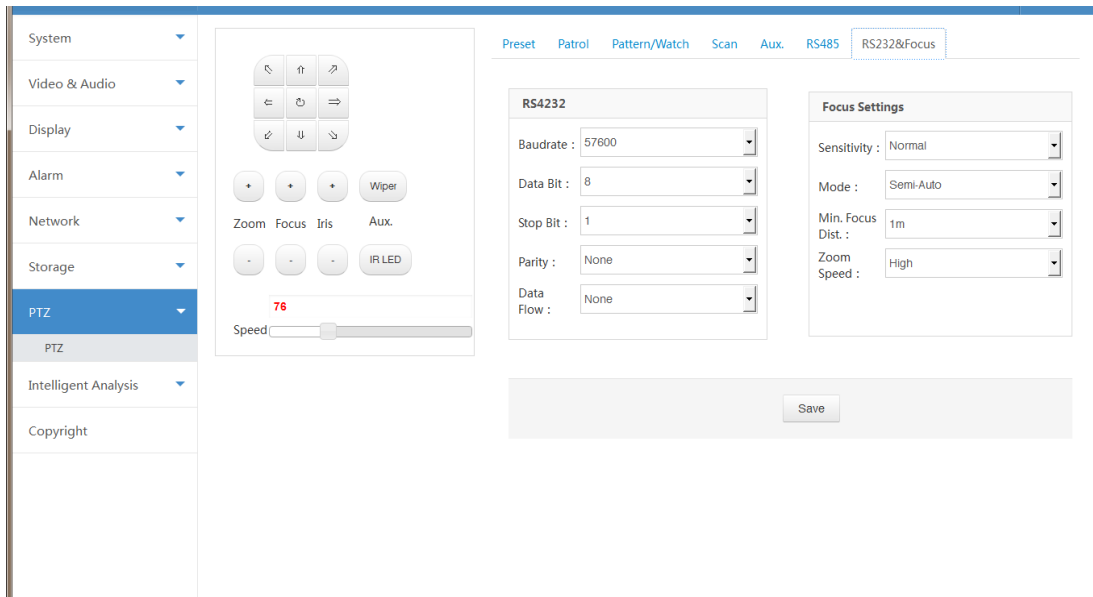 System
Video & Audio
Display
Alarm
Network
Storage
PTZ
PTZ
Intelligent Analysis
Copyright
+ + + Wiper
Zoom Focus Iris Aux.
- - - IR LED
76
Speed
Preset Patrol Pattern/Watch Scan Aux. RS485 RS232&Focus
RS4232
Baudrate : 57600
Data Bit : 8
Stop Bit : 1
Parity : None
Data
Flow : None
Focus Settings
Sensitivity : Normal
Mode : Semi-Auto
Min. Focus
Dist. : 1m
Zoom
Speed : High
Save